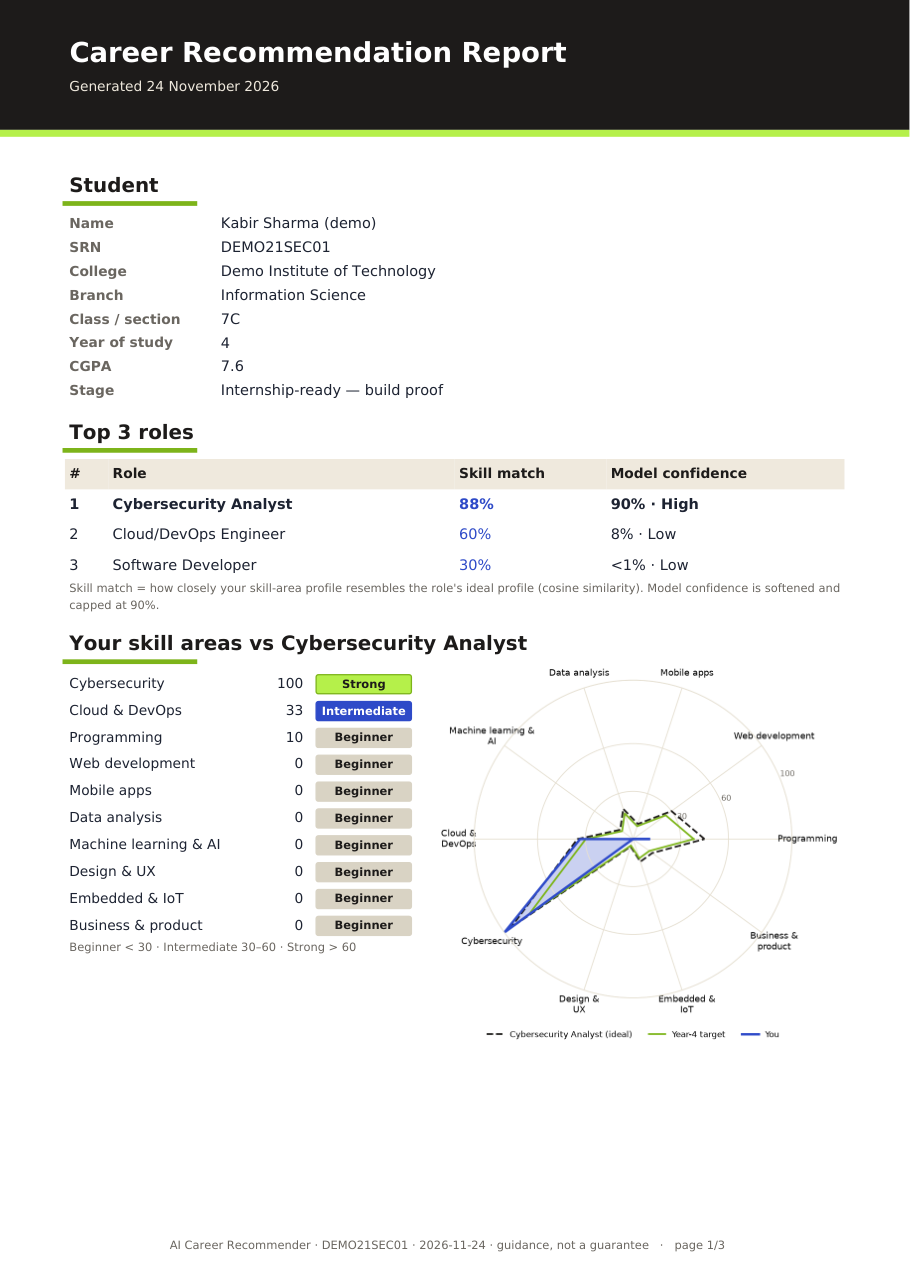 Career Recommendation Report
Generated 24 November 2026
Student
Name Kabir Sharma (demo)
SRN DEMO21SEC01
College Demo Institute of Technology
Branch Information Science
Class / section 7C
Year of study 4
CGPA 7.6
Stage Internship-ready — build proof
Top 3 roles
# Role Skill match Model confidence
1 Cybersecurity Analyst 88% 90% · High
2 Cloud/DevOps Engineer 60% 8% · Low
3 Software Developer 30% <1% · Low
Skill match = how closely your skill-area profile resembles the role's ideal profile (cosine similarity). Model confidence is softened and
capped at 90%.
Your skill areas vs Cybersecurity Analyst
Cybersecurity 100 Strong
Cloud & DevOps 33 Intermediate
Programming 10 Beginner
Web development 0 Beginner
Mobile apps 0 Beginner
Data analysis 0 Beginner
Machine learning & AI 0 Beginner
Design & UX 0 Beginner
Embedded & IoT 0 Beginner
Business & product 0 Beginner
Beginner < 30 · Intermediate 30–60 · Strong > 60
Data analysis
Mobile apps
Machine learning &
AI
Web development
100
60
30
Cloud &
DevOps
Programming
Cybersecurity
Business &
product
Design &
UX
Embedded &
IoT
Cybersecurity Analyst (ideal) Year-4 target You
AI Career Recommender · DEMO21SEC01 · 2026-11-24 · guidance, not a guarantee · page 1/3